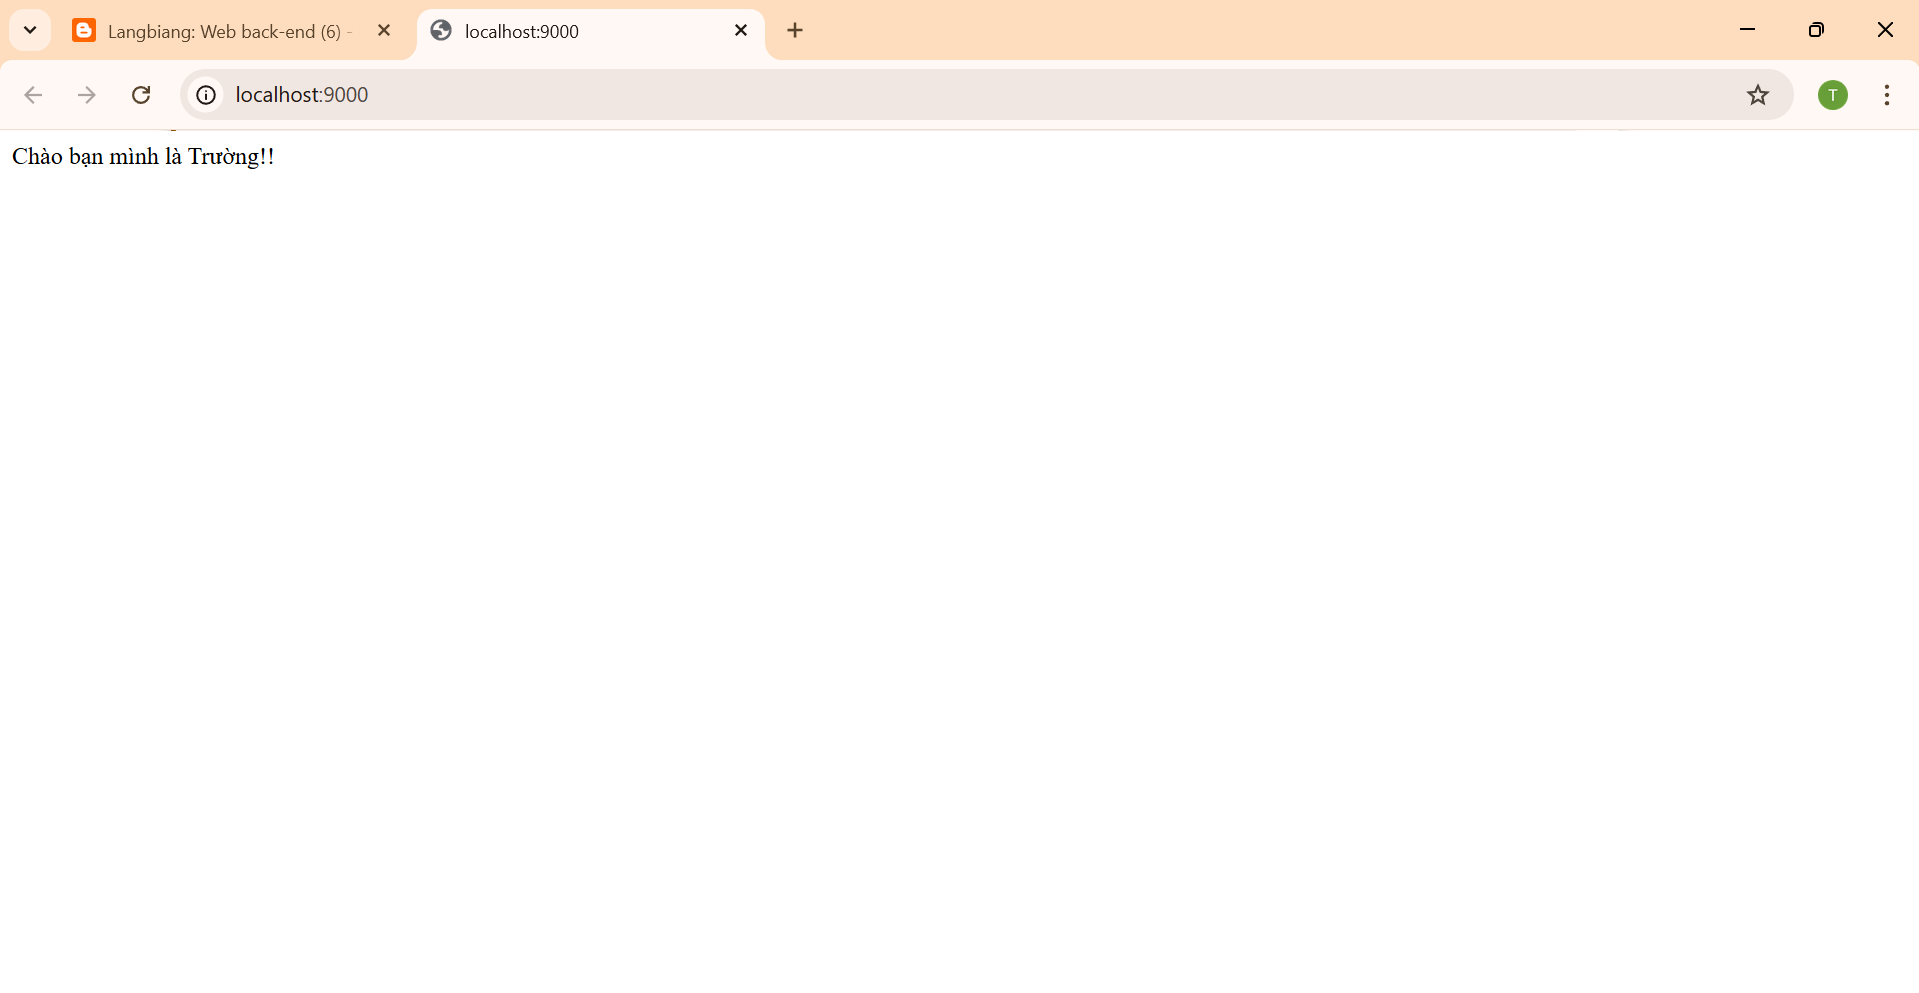 Langbiang: Web back-end (6) -
localhost:9000
localhost:9000
T
Chào bạn mình là Trường!!